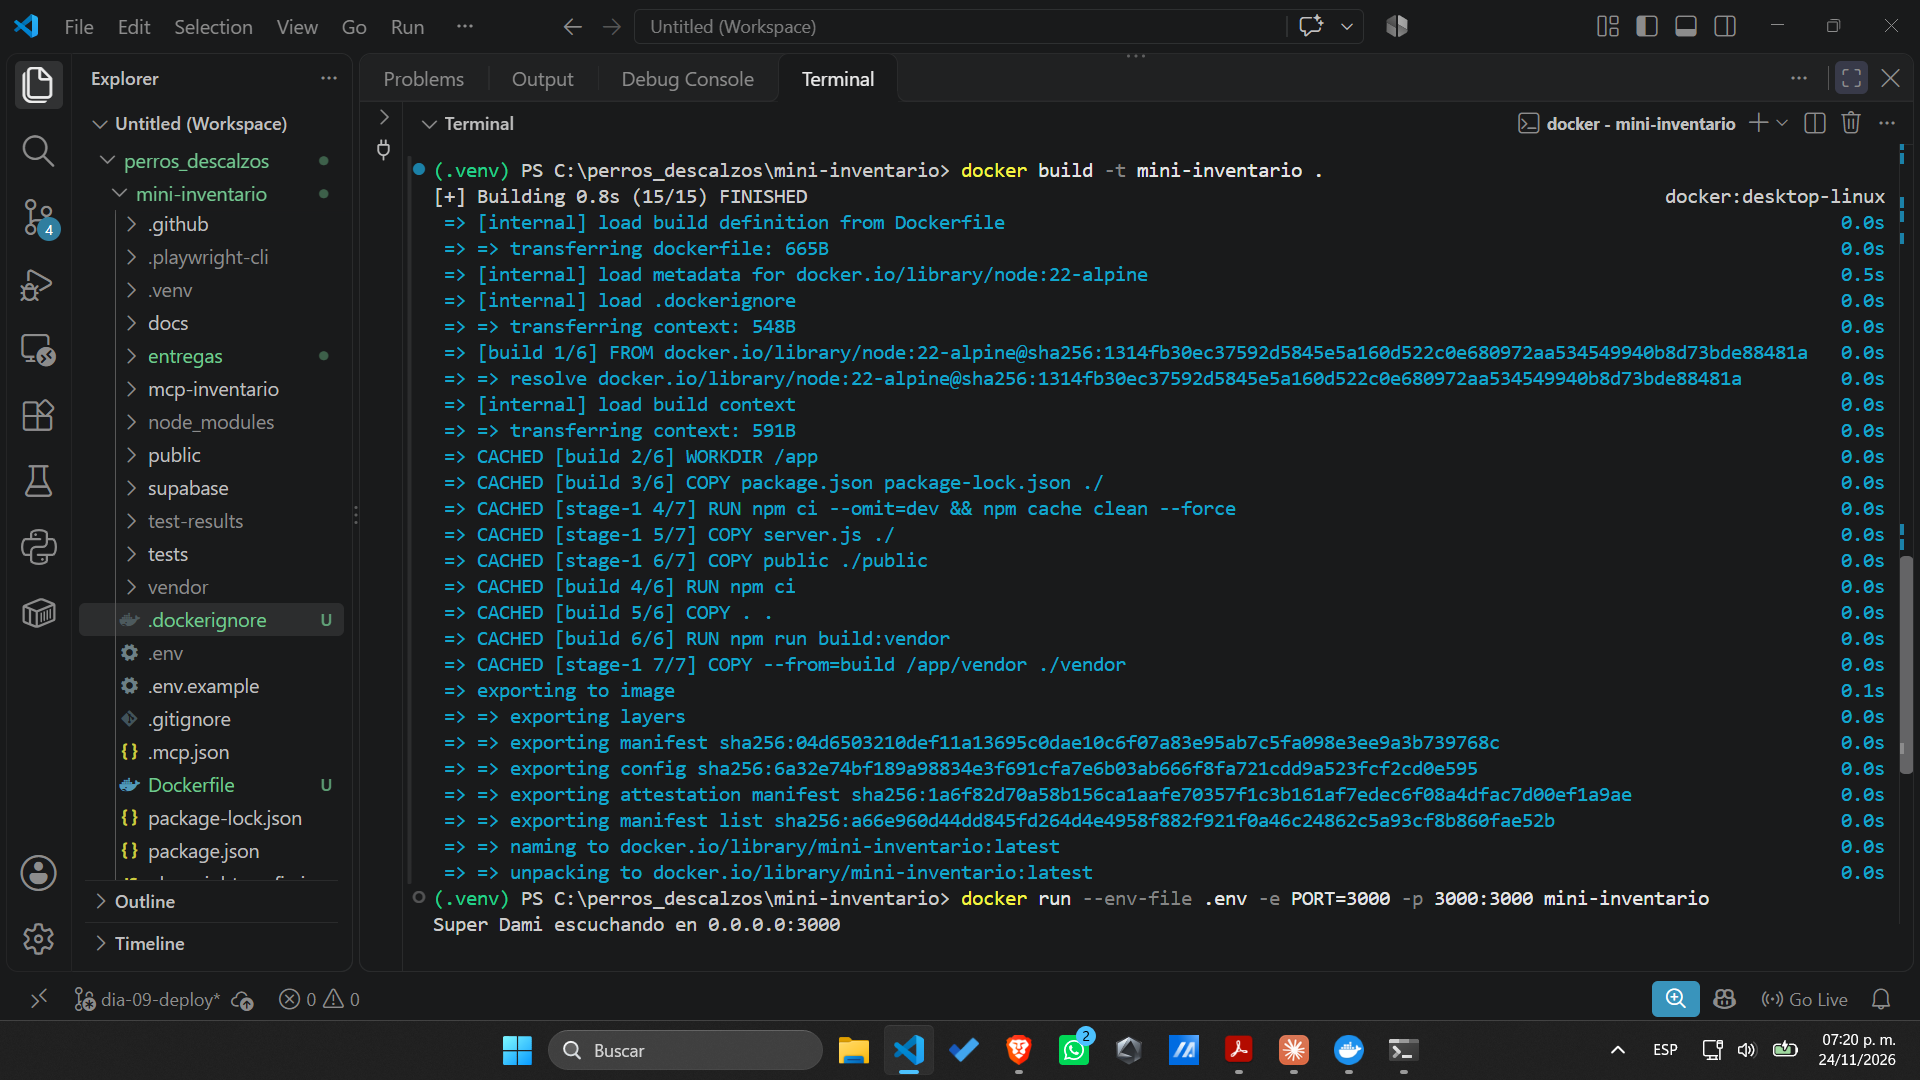 File Edit Selection View Go Run ...
Untitled (Workspace)
Explorer
Untitled (Workspace)
perros_descalzos
mini-inventario
.github
.playwright-cli
.venv
docs
entregas
mcp-inventario
node_modules
public
supabase
test-results
tests
vendor
.dockerignore U
.env
.env.example
.gitignore
{} .mcp.json
Dockerfile U
{} package-lock.json
{} package.json
Outline
Timeline
4
Problems Output Debug Console Terminal
Terminal
docker - mini-inventario
(.venv) PS C:\perros_descalzos\mini-inventario> docker build -t mini-inventario .
[+] Building 0.8s (15/15) FINISHED docker:desktop-linux
=> [internal] load build definition from Dockerfile 0.0s
=> => transferring dockerfile: 665B 0.0s
=> [internal] load metadata for docker.io/library/node:22-alpine 0.5s
=> [internal] load .dockerignore 0.0s
=> => transferring context: 548B 0.0s
=> [build 1/6] FROM docker.io/library/node:22-alpine@sha256:1314fb30ec37592d5845e5a160d522c0e680972aa534549940b8d73bde88481a 0.0s
=> => resolve docker.io/library/node:22-alpine@sha256:1314fb30ec37592d5845e5a160d522c0e680972aa534549940b8d73bde88481a 0.0s
=> [internal] load build context 0.0s
=> => transferring context: 591B 0.0s
=> CACHED [build 2/6] WORKDIR /app 0.0s
=> CACHED [build 3/6] COPY package.json package-lock.json ./ 0.0s
=> CACHED [stage-1 4/7] RUN npm ci --omit=dev && npm cache clean --force 0.0s
=> CACHED [stage-1 5/7] COPY server.js ./ 0.0s
=> CACHED [stage-1 6/7] COPY public ./public 0.0s
=> CACHED [build 4/6] RUN npm ci 0.0s
=> CACHED [build 5/6] COPY . . 0.0s
=> CACHED [build 6/6] RUN npm run build:vendor 0.0s
=> CACHED [stage-1 7/7] COPY --from=build /app/vendor ./vendor 0.0s
=> exporting to image 0.1s
=> => exporting layers 0.0s
=> => exporting manifest sha256:04d6503210def11a13695c0dae10c6f07a83e95ab7c5fa098e3ee9a3b739768c 0.0s
=> => exporting config sha256:6a32e74bf189a98834e3f691cfa7e6b03ab666f8fa721cdd9a523fcf2cd0e595 0.0s
=> => exporting attestation manifest sha256:1a6f82d70a58b156ca1aafe70357f1c3b161af7edec6f08a4dfac7d00ef1a9ae 0.0s
=> => exporting manifest list sha256:a66e960d44dd845fd264d4e4958f882f921f0a46c24862c5a93cf8b860fae52b 0.0s
=> => naming to docker.io/library/mini-inventario:latest 0.0s
=> => unpacking to docker.io/library/mini-inventario:latest 0.0s
(.venv) PS C:\perros_descalzos\mini-inventario> docker run --env-file .env -e PORT=3000 -p 3000:3000 mini-inventario
Super Dami escuchando en 0.0.0.0:3000
dia-09-deploy* 0 0 Go Live
Buscar
2
ESP
07:20 p. m.
24/11/2026